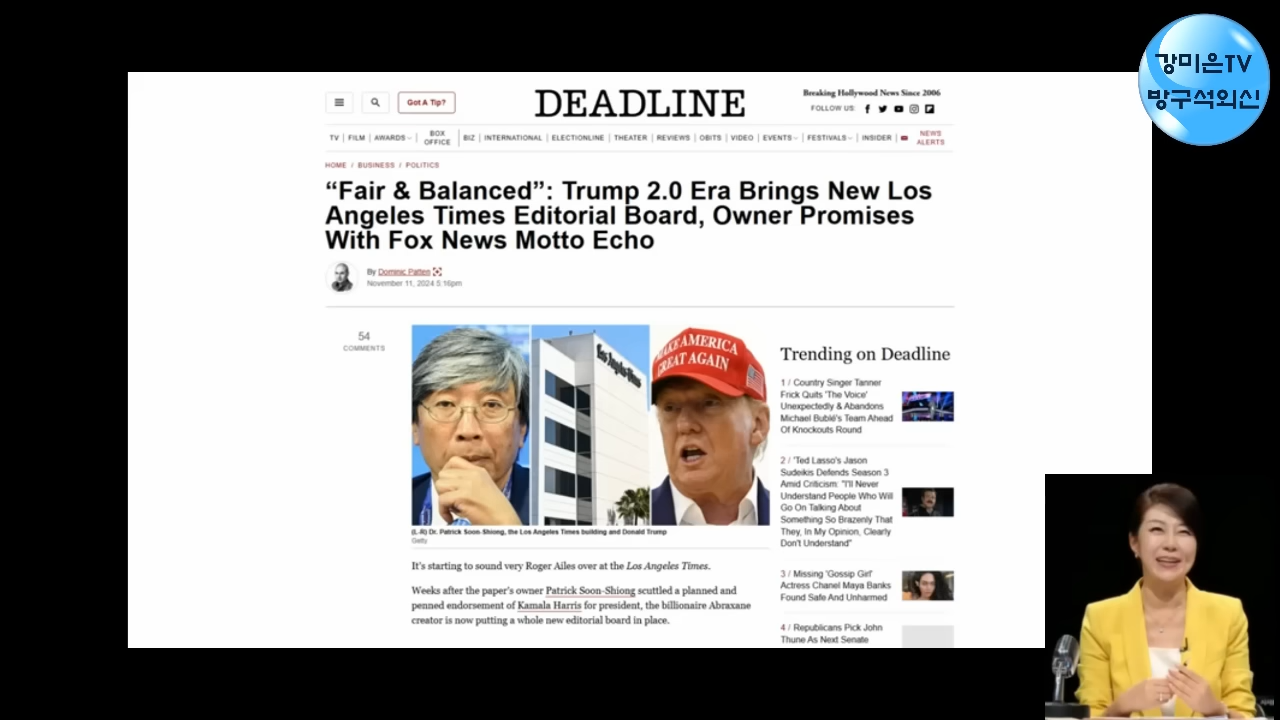 강미은TV
방구석외신
Got A Tip?
DEADLINE
Breaking Hollywood News Since 2006
FOLLOW US:
TV | FILM | AWARDS | BOX OFFICE | BIZ | INTERNATIONAL | ELECTIONLINE | THEATER | REVIEWS | OBITS | VIDEO | EVENTS | FESTIVALS | INSIDER | NEWS ALERTS
HOME / BUSINESS / POLITICS
“Fair & Balanced”: Trump 2.0 Era Brings New Los
Angeles Times Editorial Board, Owner Promises
With Fox News Motto Echo
By Dominic Patten
November 11, 2024 5:16pm
54
COMMENTS
Los Angeles Times
MAKE AMERICA
GREAT AGAIN
(L-R) Dr. Patrick Soon-Shiong, the Los Angeles Times building and Donald Trump
Getty
It's starting to sound very Roger Ailes over at the Los Angeles Times.
Weeks after the paper's owner Patrick Soon-Shiong scuttled a planned and
penned endorsement of Kamala Harris for president, the billionaire Abraxane
creator is now putting a whole new editorial board in place.
Trending on Deadline
1 / Country Singer Tanner
Frick Quits 'The Voice'
Unexpectedly & Abandons
Michael Bublé's Team Ahead
Of Knockouts Round
2 / 'Ted Lasso's Jason
Sudeikis Defends Season 3
Amid Criticism: "I'll Never
Understand People Who Will
Go On Talking About
Something So Brazenly That
They, In My Opinion, Clearly
Don't Understand"
3 / Missing 'Gossip Girl'
Actress Chanel Maya Banks
Found Safe And Unharmed
4 / Republicans Pick John
Thune As Next Senate